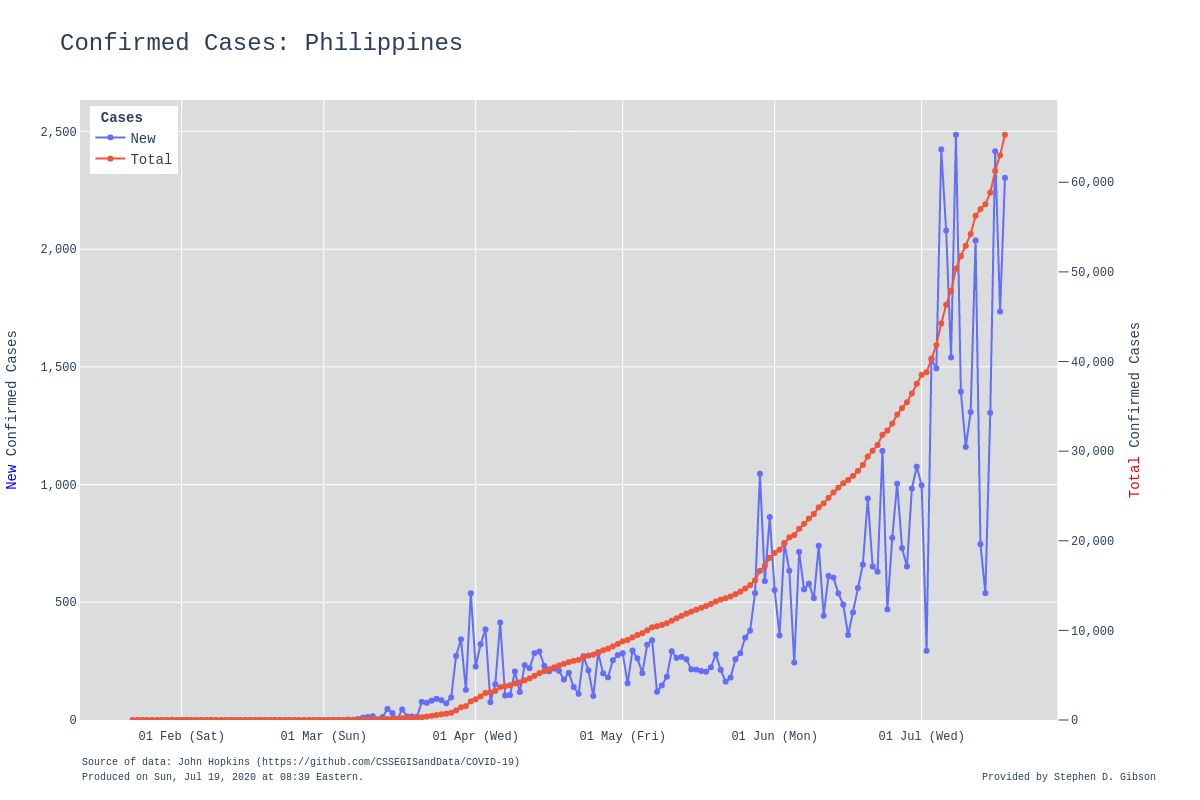 Confirmed Cases: Philippines
Cases
New
Total
2,500
2,000
1,500
1,000
500
0
60,000
50,000
40,000
30,000
20,000
10,000
0
New Confirmed Cases
Total Confirmed Cases
01 Feb (Sat)
01 Mar (Sun)
01 Apr (Wed)
01 May (Fri)
01 Jun (Mon)
01 Jul (Wed)
Source of data: John Hopkins (https://github.com/CSSEGISandData/COVID-19)
Produced on Sun, Jul 19, 2020 at 08:39 Eastern.
Provided by Stephen D. Gibson